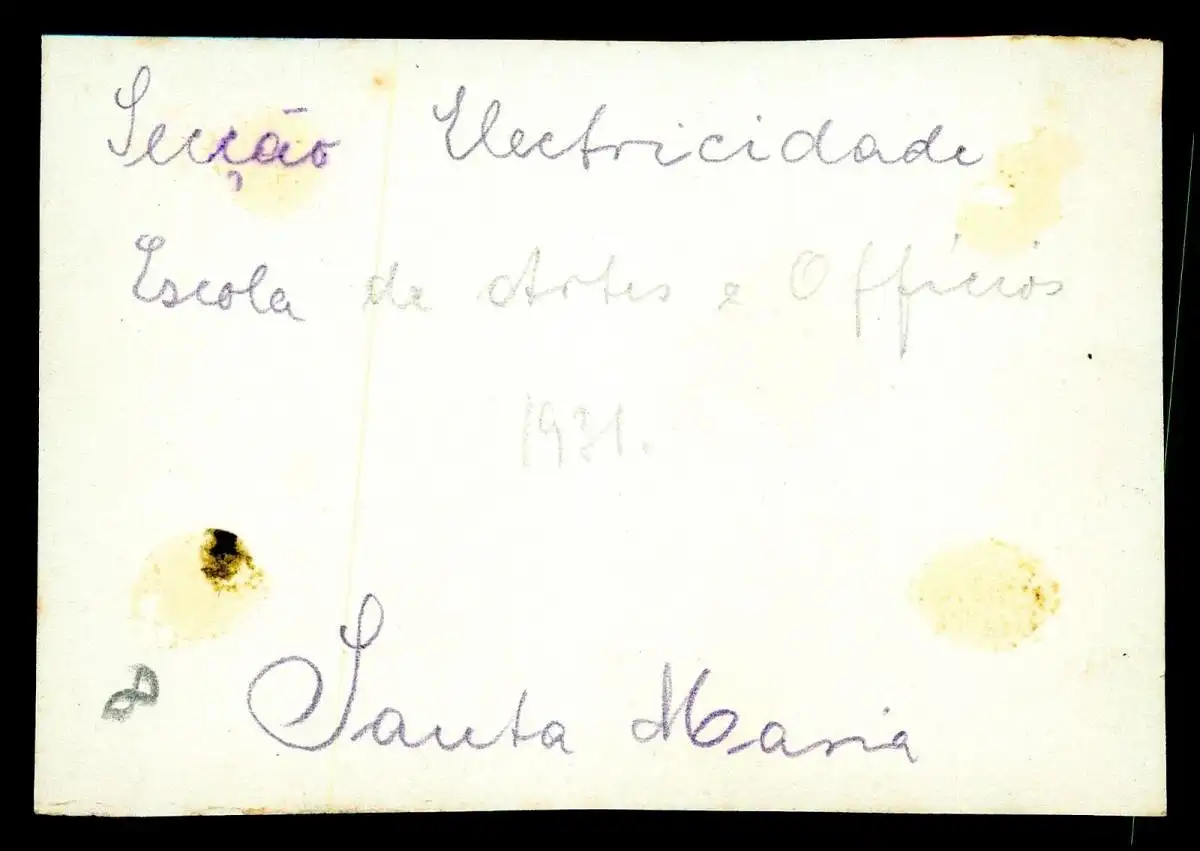 Secção Electricidade
Escola de Artes e Officios
1931.
Santa Maria